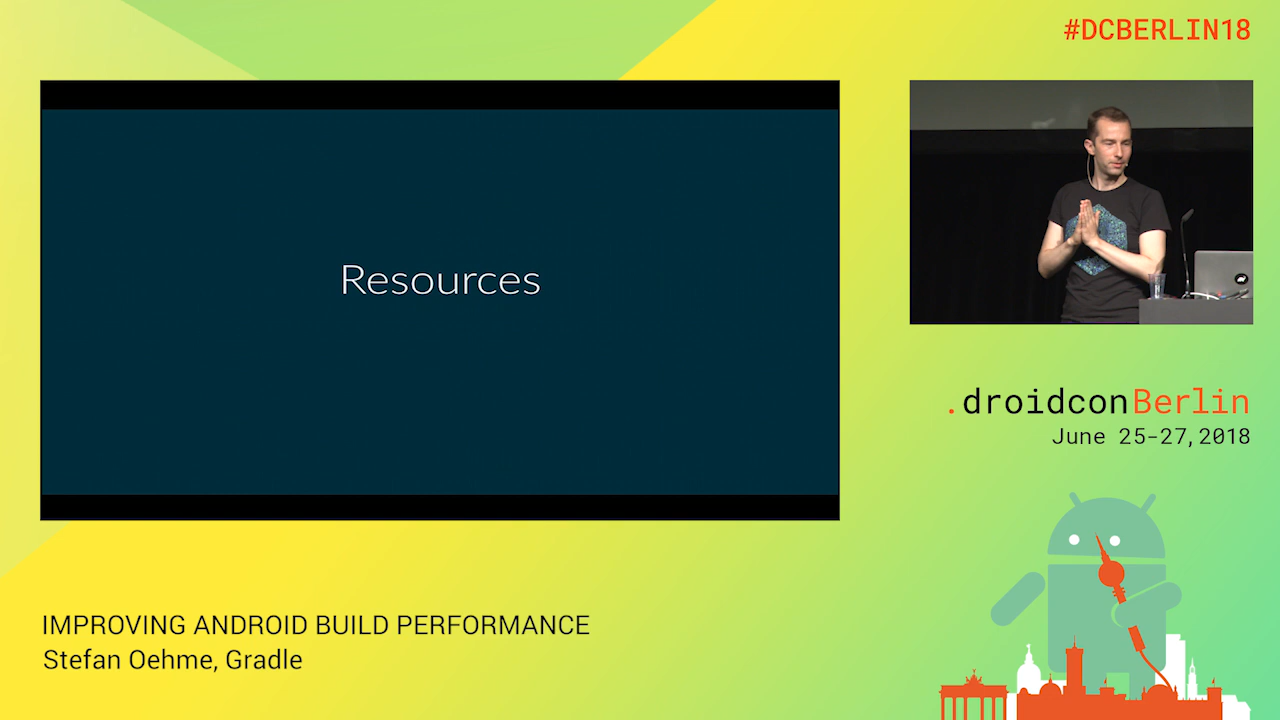 #DCBERLIN18
Resources
.droidconBerlin
June 25-27,2018
IMPROVING ANDROID BUILD PERFORMANCE
Stefan Oehme, Gradle